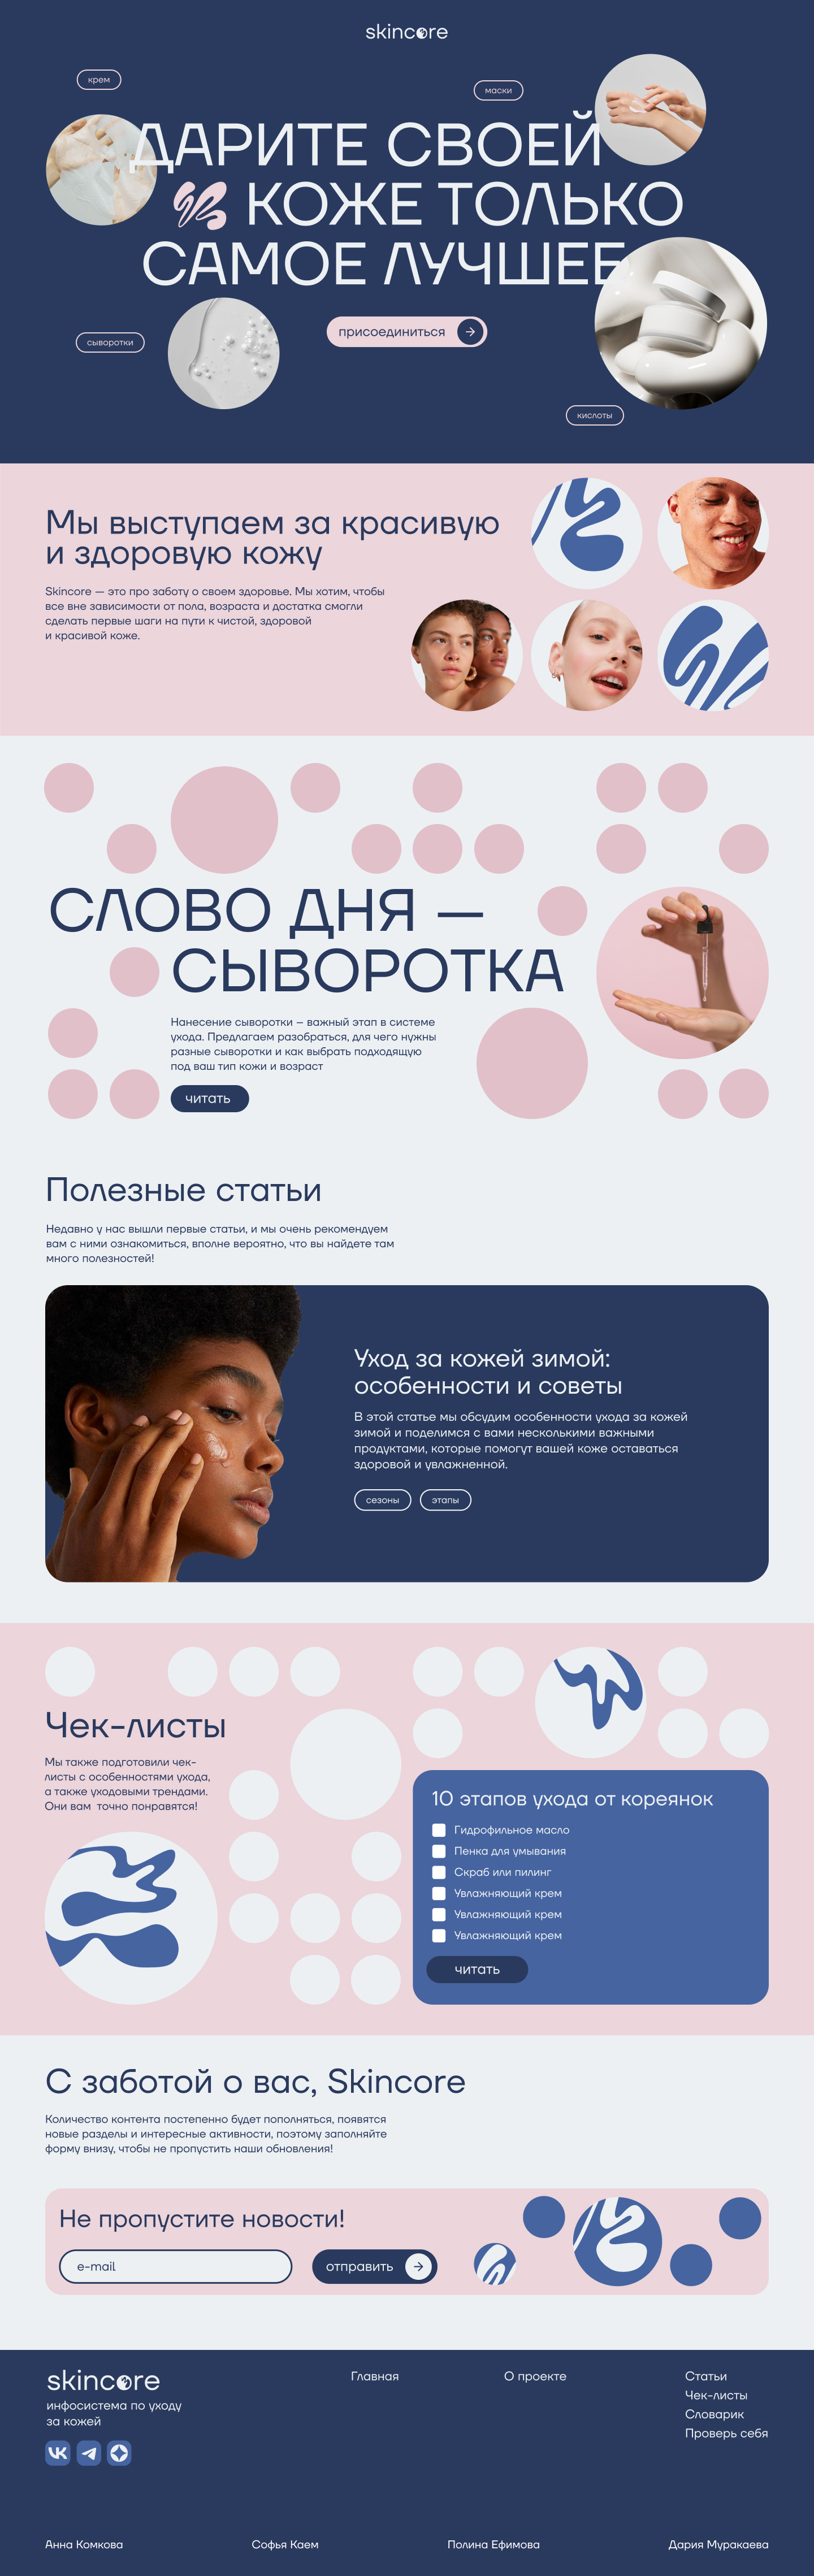 skincore
крем
маски
ДАРИТЕ СВОЕЙ
КОЖЕ ТОЛЬКО
САМОЕ ЛУЧШЕЕ
присоединиться
сыворотки
кислоты
Мы выступаем за красивую
и здоровую кожу
Skincore — это про заботу о своем здоровье. Мы хотим, чтобы
все вне зависимости от пола, возраста и достатка смогли
сделать первые шаги на пути к чистой, здоровой
и красивой коже.
СЛОВО ДНЯ —
СЫВОРОТКА
Нанесение сыворотки – важный этап в системе
ухода. Предлагаем разобраться, для чего нужны
разные сыворотки и как выбрать подходящую
под ваш тип кожи и возраст
читать
Полезные статьи
Недавно у нас вышли первые статьи, и мы очень рекомендуем
вам с ними ознакомиться, вполне вероятно, что вы найдете там
много полезностей!
Уход за кожей зимой:
особенности и советы
В этой статье мы обсудим особенности ухода за кожей
зимой и поделимся с вами несколькими важными
продуктами, которые помогут вашей коже оставаться
здоровой и увлажненной.
сезоны
этапы
Чек-листы
Мы также подготовили чек-
листы с особенностями ухода,
а также уходовыми трендами.
Они вам  точно понравятся!
10 этапов ухода от кореянок
Гидрофильное масло
Пенка для умывания
Скраб или пилинг
Увлажняющий крем
Увлажняющий крем
Увлажняющий крем
читать
С заботой о вас, Skincore
Количество контента постепенно будет пополняться, появятся
новые разделы и интересные активности, поэтому заполняйте
форму внизу, чтобы не пропустить наши обновления!
Не пропустите новости!
e-mail
отправить
skincore
инфосистема по уходу
за кожей
Главная
О проекте
Статьи
Чек-листы
Словарик
Проверь себя
Анна Комкова
Софья Каем
Полина Ефимова
Дария Муракаева